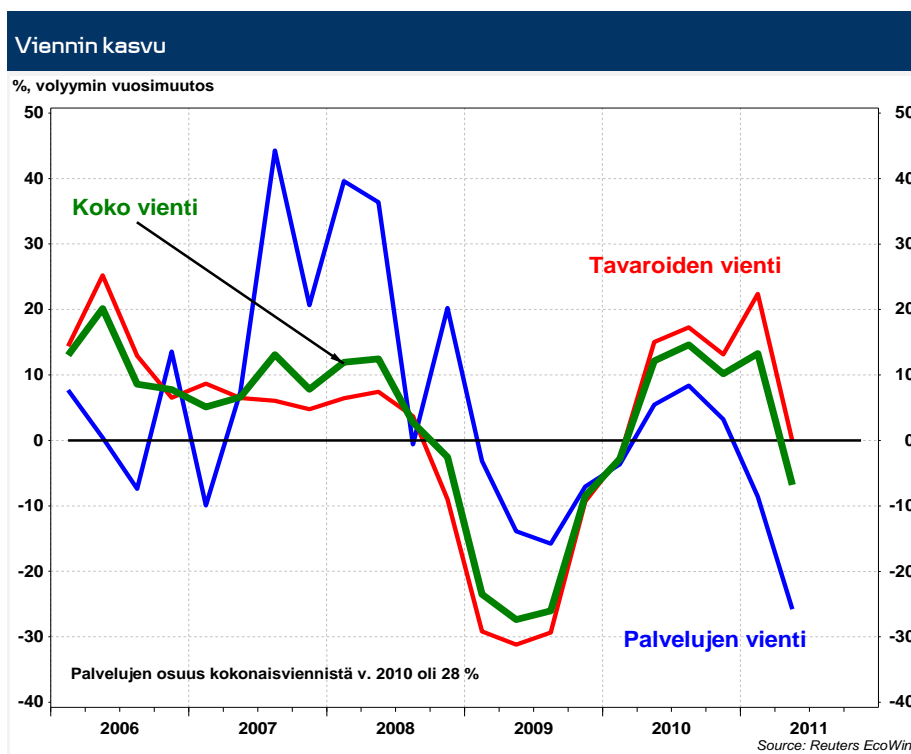 Viennin kasvu
%, volyymin vuosimuutos
50 50
40 40
30 30
20 20
10 10
0 0
-10 -10
-20 -20
-30 -30
-40 -40
Koko vienti
Tavaroiden vienti
Palvelujen vienti
Palvelujen osuus kokonaisviennistä v. 2010 oli 28 %
2006 2007 2008 2009 2010 2011
Source: Reuters EcoWin